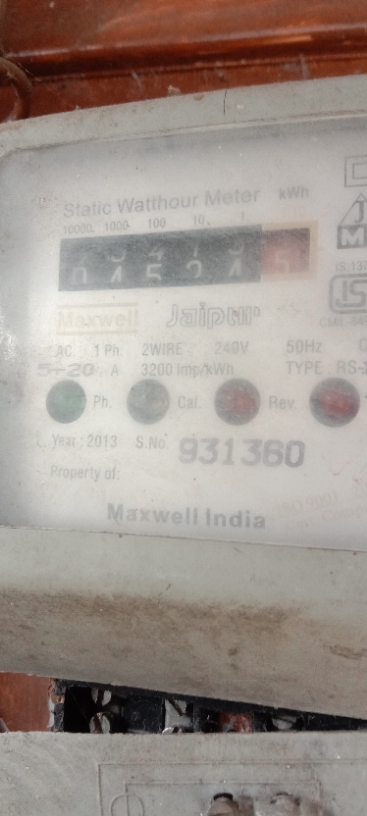 Static Watthour Meter kWh
10000 1000 100 10 1
Maxwell Jaipur
AC 1 Ph. 2WIRE 240V 50Hz
5-20 A 3200 Imp/kWh TYPE RS-
Ph. Cal. Rev.
Year : 2013 S.No 931360
Property of:
Maxwell India